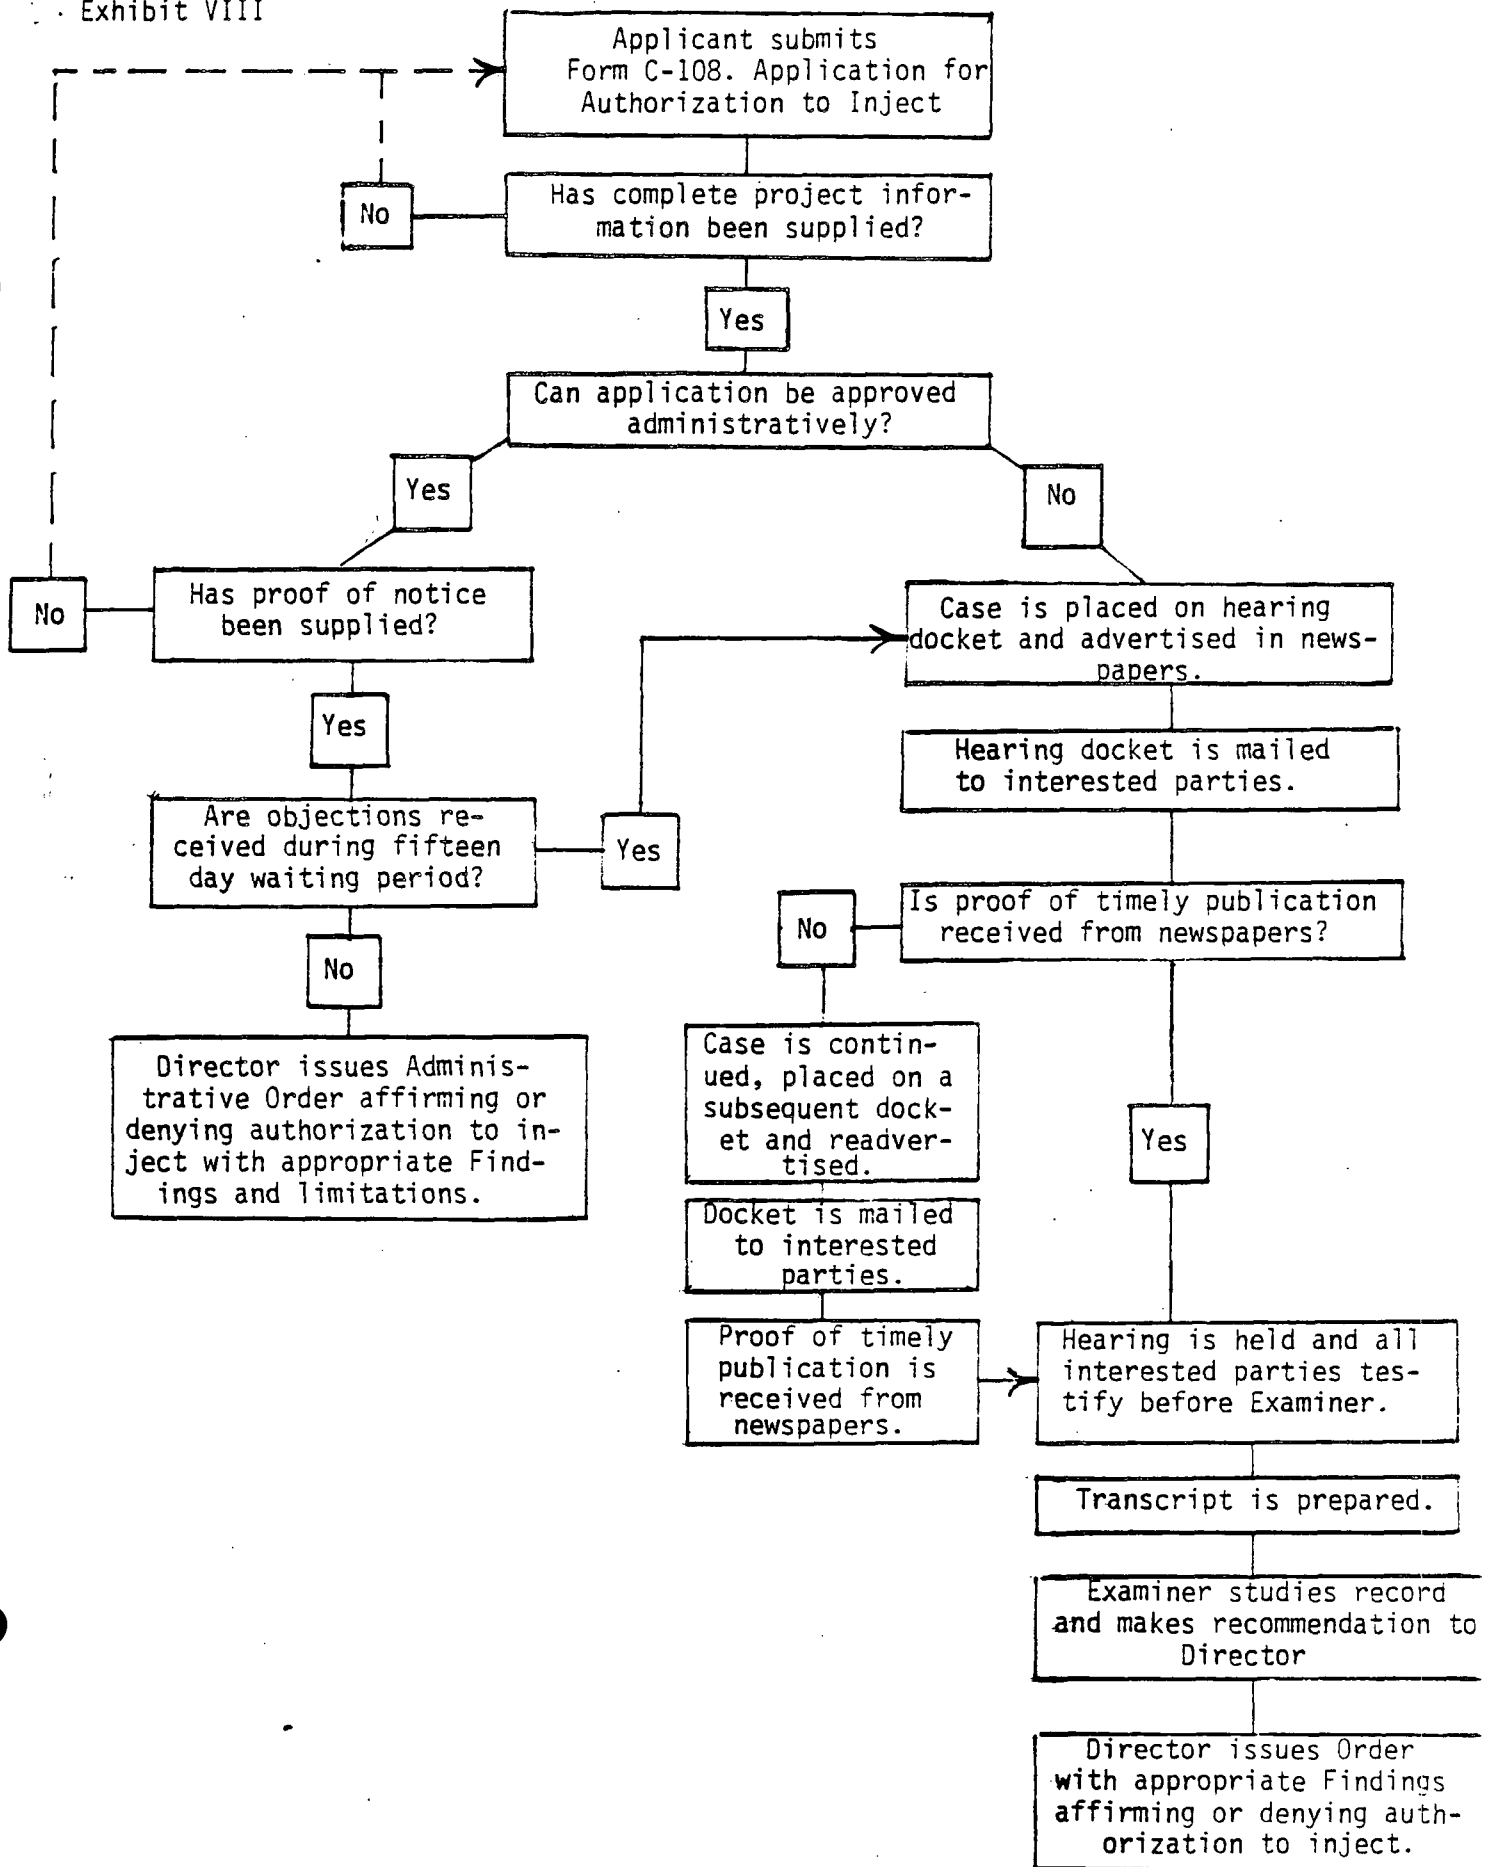 Exhibit VIII
Applicant submits
Form C-108. Application for
Authorization to Inject
Has complete project infor-
mation been supplied?
No
Yes
Can application be approved
administratively?
Yes
No
Has proof of notice
been supplied?
No
Yes
Are objections re-
ceived during fifteen
day waiting period?
Yes
No
Director issues Adminis-
trative Order affirming or
denying authorization to in-
ject with appropriate Find-
ings and limitations.
Case is placed on hearing
docket and advertised in news-
papers.
Hearing docket is mailed
to interested parties.
Is proof of timely publication
received from newspapers?
No
Case is contin-
ued, placed on a
subsequent dock-
et and readver-
tised.
Docket is mailed
to interested
parties.
Proof of timely
publication is
received from
newspapers.
Yes
Hearing is held and all
interested parties tes-
tify before Examiner.
Transcript is prepared.
Examiner studies record
and makes recommendation to
Director
Director issues Order
with appropriate Findings
affirming or denying auth-
orization to inject.